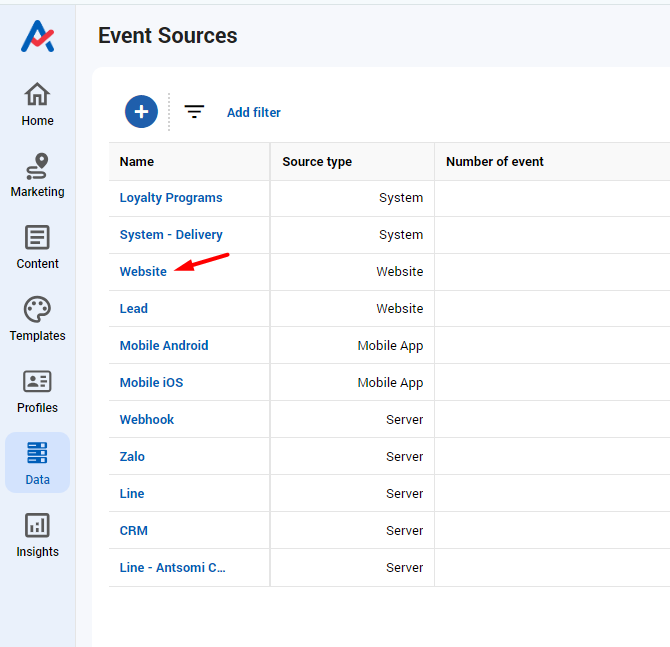 Event Sources
Home
Marketing
Content
Templates
Profiles
Data
Insights
Add filter
Name Source type Number of event
Loyalty Programs System
System - Delivery System
Website Website
Lead Website
Mobile Android Mobile App
Mobile iOS Mobile App
Webhook Server
Zalo Server
Line Server
CRM Server
Line - Antsomi C... Server